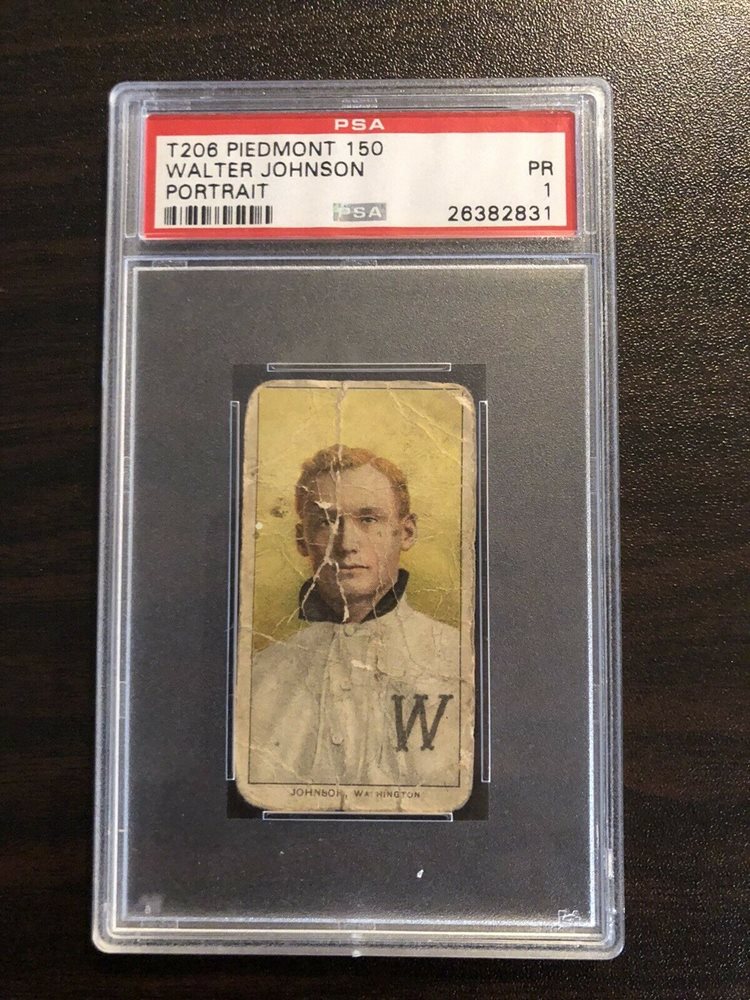 PSA
T206 PIEDMONT 150
WALTER JOHNSON PR
PORTRAIT 1
PSA 26382831
W
JOHNSON, WASHINGTON